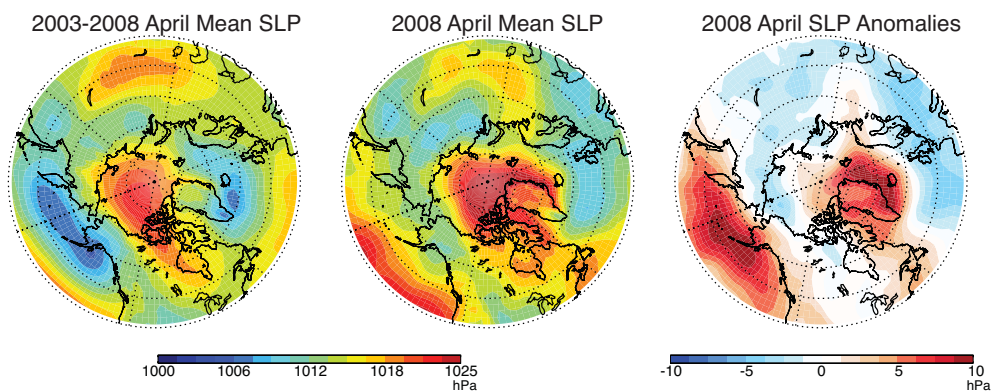 2003-2008 April Mean SLP
2008 April Mean SLP
2008 April SLP Anomalies
1000 1006 1012 1018 1025
hPa
-10 -5 0 5 10
hPa